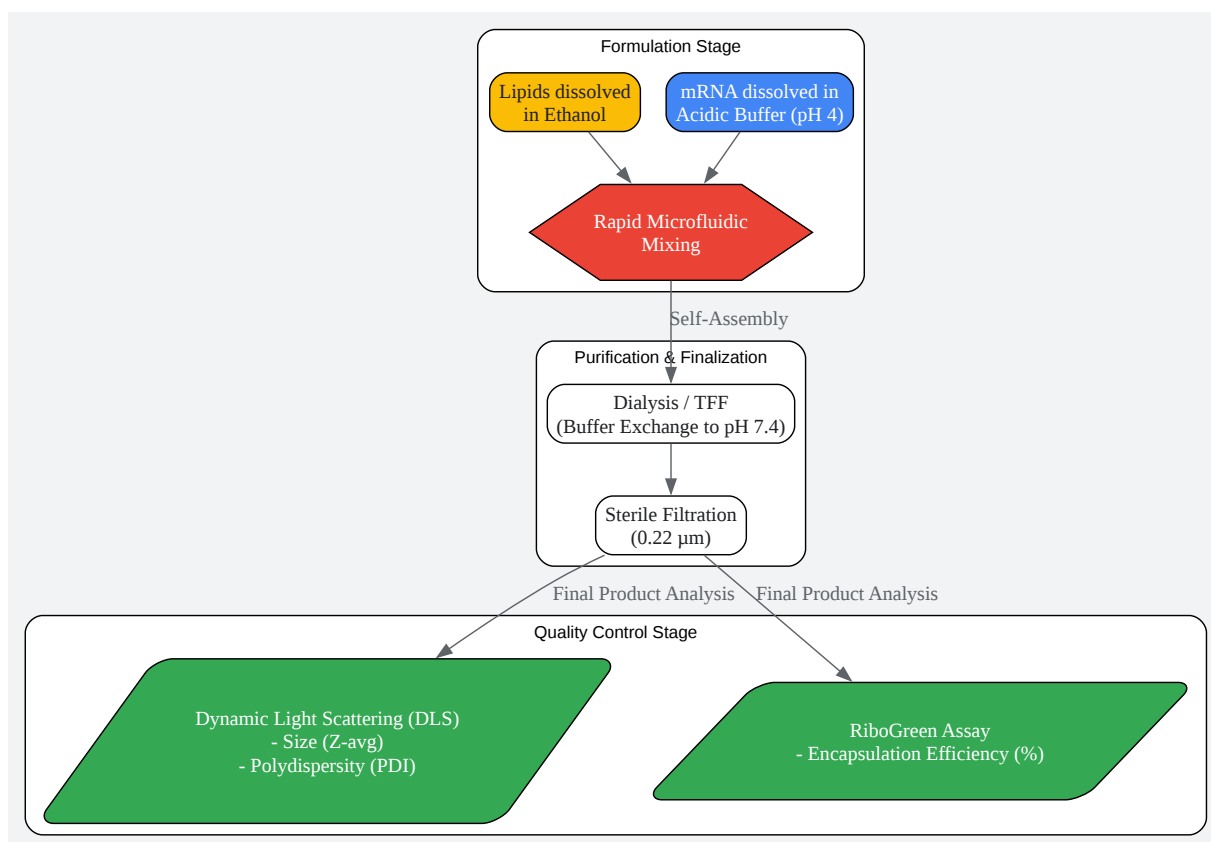 Formulation Stage
Lipids dissolved
in Ethanol
mRNA dissolved in
Acidic Buffer (pH 4)
Rapid Microfluidic
Mixing
Self-Assembly
Purification & Finalization
Dialysis / TFF
(Buffer Exchange to pH 7.4)
Sterile Filtration
(0.22 µm)
Final Product Analysis
Final Product Analysis
Quality Control Stage
Dynamic Light Scattering (DLS)
- Size (Z-avg)
- Polydispersity (PDI)
RiboGreen Assay
- Encapsulation Efficiency (%)